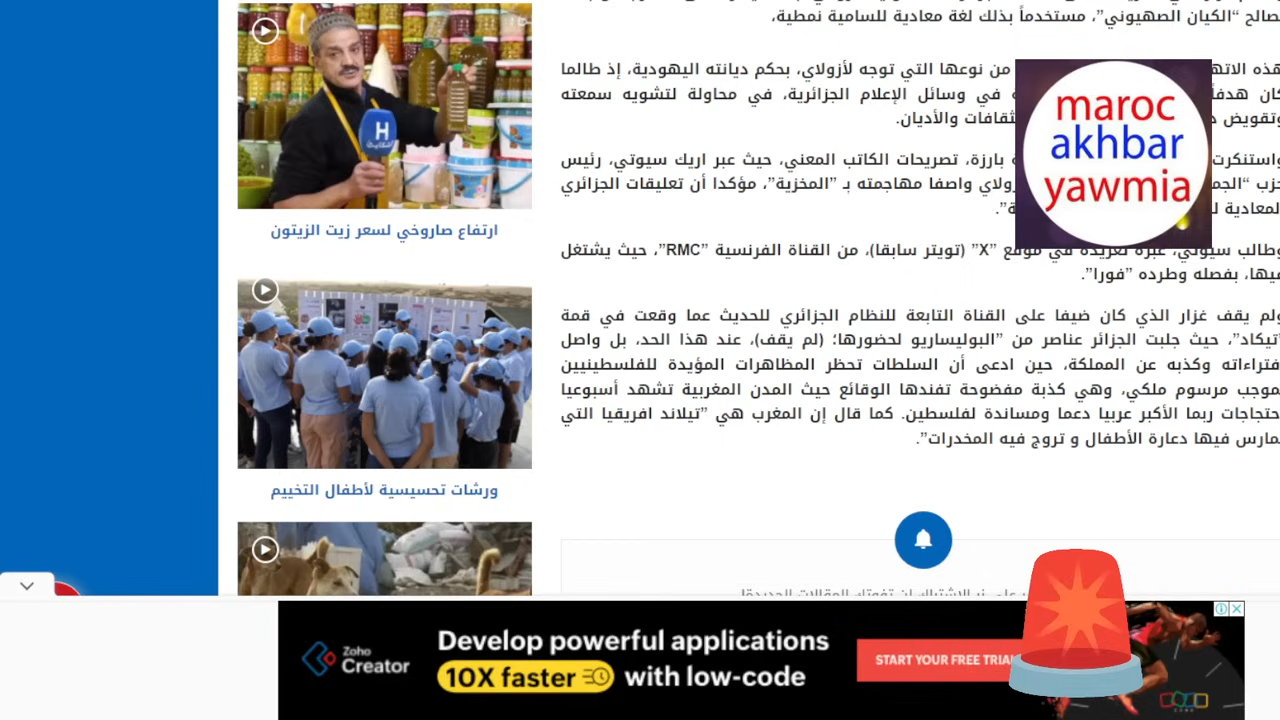 صالح “الكيان الصهيوني”، مستخدماً بذلك لغة معادية للسامية نمطية،
من نوعها التي توجه لأزولاي، بحكم ديانته اليهودية، إذ طالما
في وسائل الإعلام الجزائرية، في محاولة لتشويه سمعته
وتقويض
ثقافات والأديان.
واستنكرت
بارزة، تصريحات الكاتب المعني، حيث عبر اريك سيوتي، رئيس
حزب “الجم
زولاي واصفا مهاجمته بـ “المخزية”، مؤكدا أن تعليقات الجزائري
المعادية ل
ة”.
وطالب سيوتي، عبرة تغريدة في موقع “X” (تويتر سابقا)، من القناة الفرنسية “RMC”، حيث يشتغل
فيها، بفصله وطرده “فورا”.
ولم يقف غزار الذي كان ضيفا على القناة التابعة للنظام الجزائري للحديث عما وقعت في قمة
“تيكاد”، حيث جلبت الجزائر عناصر من “البوليساريو لحضورها؛ (لم يقف)، عند هذا الحد، بل واصل
افتراءاته وكذبه عن المملكة، حين ادعى أن السلطات تحظر المظاهرات المؤيدة للفلسطينيين
بموجب مرسوم ملكي، وهي كذبة مفضوحة تفندها الوقائع حيث المدن المغربية تشهد أسبوعيا
احتجاجات ربما الأكبر عربيا دعما ومساندة لفلسطين. كما قال إن المغرب هي “تيلاند افريقيا التي
تمارس فيها دعارة الأطفال و تروج فيه المخدرات”.
maroc
akhbar
yawmia
H
ارتفاع صاروخي لسعر زيت الزيتون
ورشات تحسيسية لأطفال التخييم
Zoho
Creator
Develop powerful applications
10X faster with low-code
START YOUR FREE TRIAL